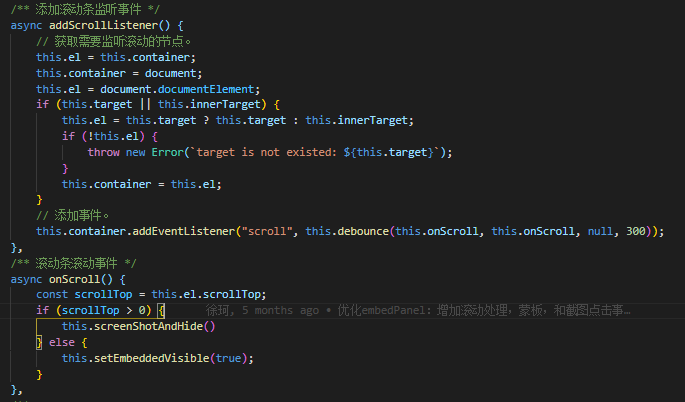 /** 添加滚动条监听事件 */
async addScrollListener() {
// 获取需要监听滚动的节点。
this.el = this.container;
this.container = document;
this.el = document.documentElement;
if (this.target || this.innerTarget) {
this.el = this.target ? this.target : this.innerTarget;
if (!this.el) {
throw new Error(`target is not existed: ${this.target}`);
}
this.container = this.el;
}
// 添加事件。
this.container.addEventListener("scroll", this.debounce(this.onScroll, this.onScroll, null, 300));
},
/** 滚动条滚动事件 */
async onScroll() {
const scrollTop = this.el.scrollTop;
if (scrollTop > 0) { 徐珂, 5 months ago • 优化embedPanel: 增加滚动处理，蒙板，和截图点击事…
this.screenShotAndHide()
} else {
this.setEmbeddedVisible(true);
}
},